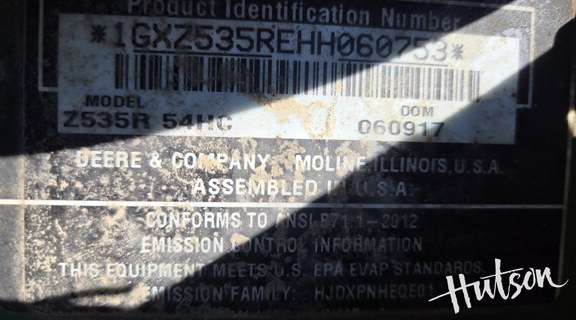 Product Identification Number
*1GXZ535REHH060753*
MODEL DOM
Z535R 54HC 060917
DEERE & COMPANY MOLINE, ILLINOIS, U.S.A.
ASSEMBLED IN U.S.A.
CONFORMS TO ANSI B71.1-2012
EMISSION CONTROL INFORMATION
THIS EQUIPMENT MEETS U.S. EPA EVAP STANDARDS.
EMISSION FAMILY: HJDXPNHEQE01
Hutson